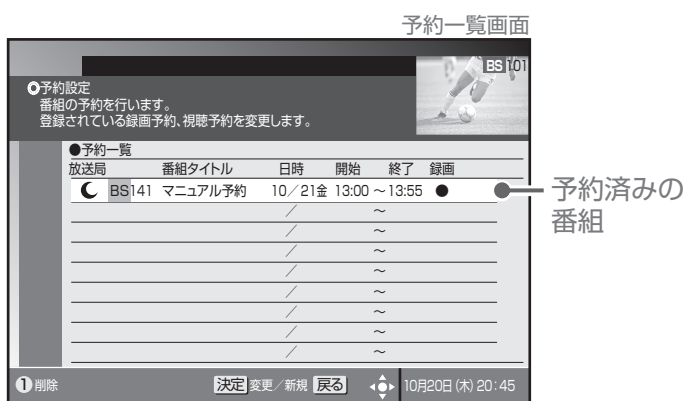 予約一覧画面
BS 101
予約設定
番組の予約を行います。
登録されている録画予約、視聴予約を変更します。
●予約一覧
放送局 番組タイトル 日時 開始 終了 録画
BS141 マニュアル予約 10／21金 13:00 ～13:55 ●
／ ～
／ ～
／ ～
／ ～
／ ～
／ ～
／ ～
予約済みの
番組
①削除 決定 変更／新規 戻る 10月20日(木) 20:45